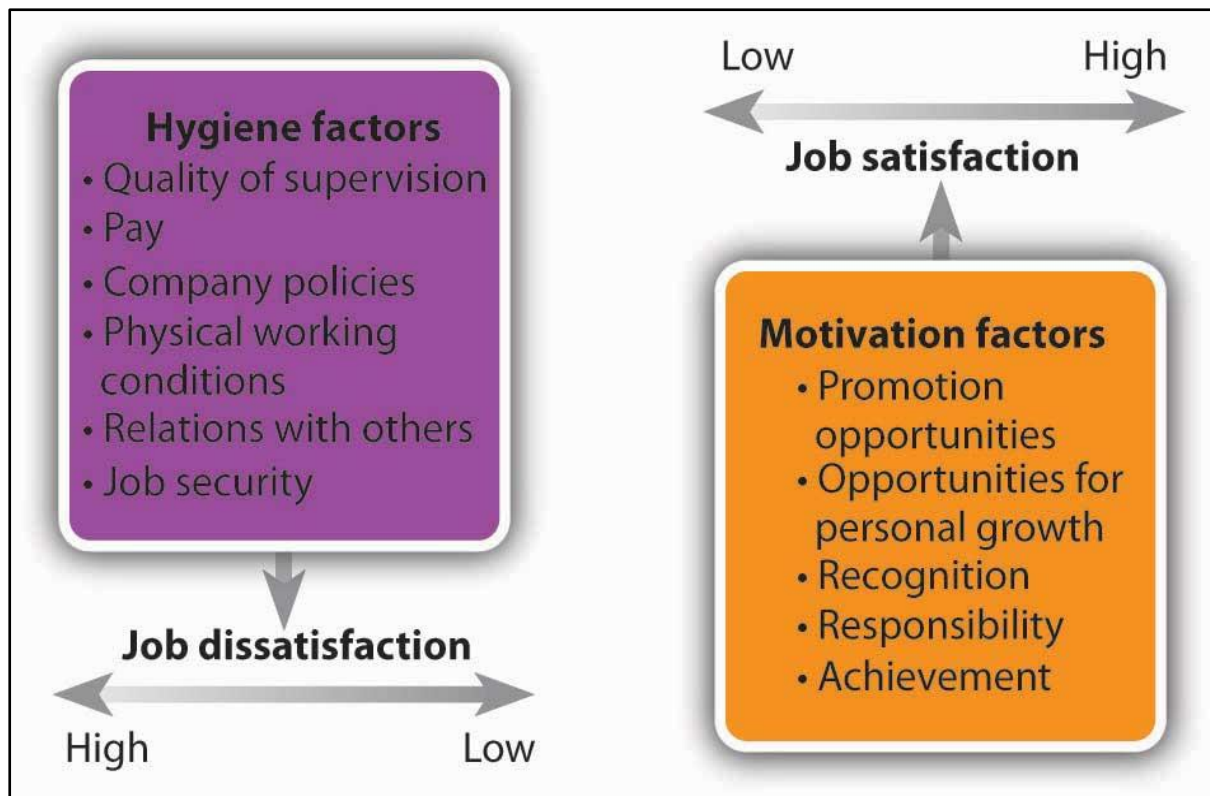 Hygiene factors
• Quality of supervision
• Pay
• Company policies
• Physical working
conditions
• Relations with others
• Job security
Job dissatisfaction
High Low
Low High
Job satisfaction
Motivation factors
• Promotion
opportunities
• Opportunities for
personal growth
• Recognition
• Responsibility
• Achievement